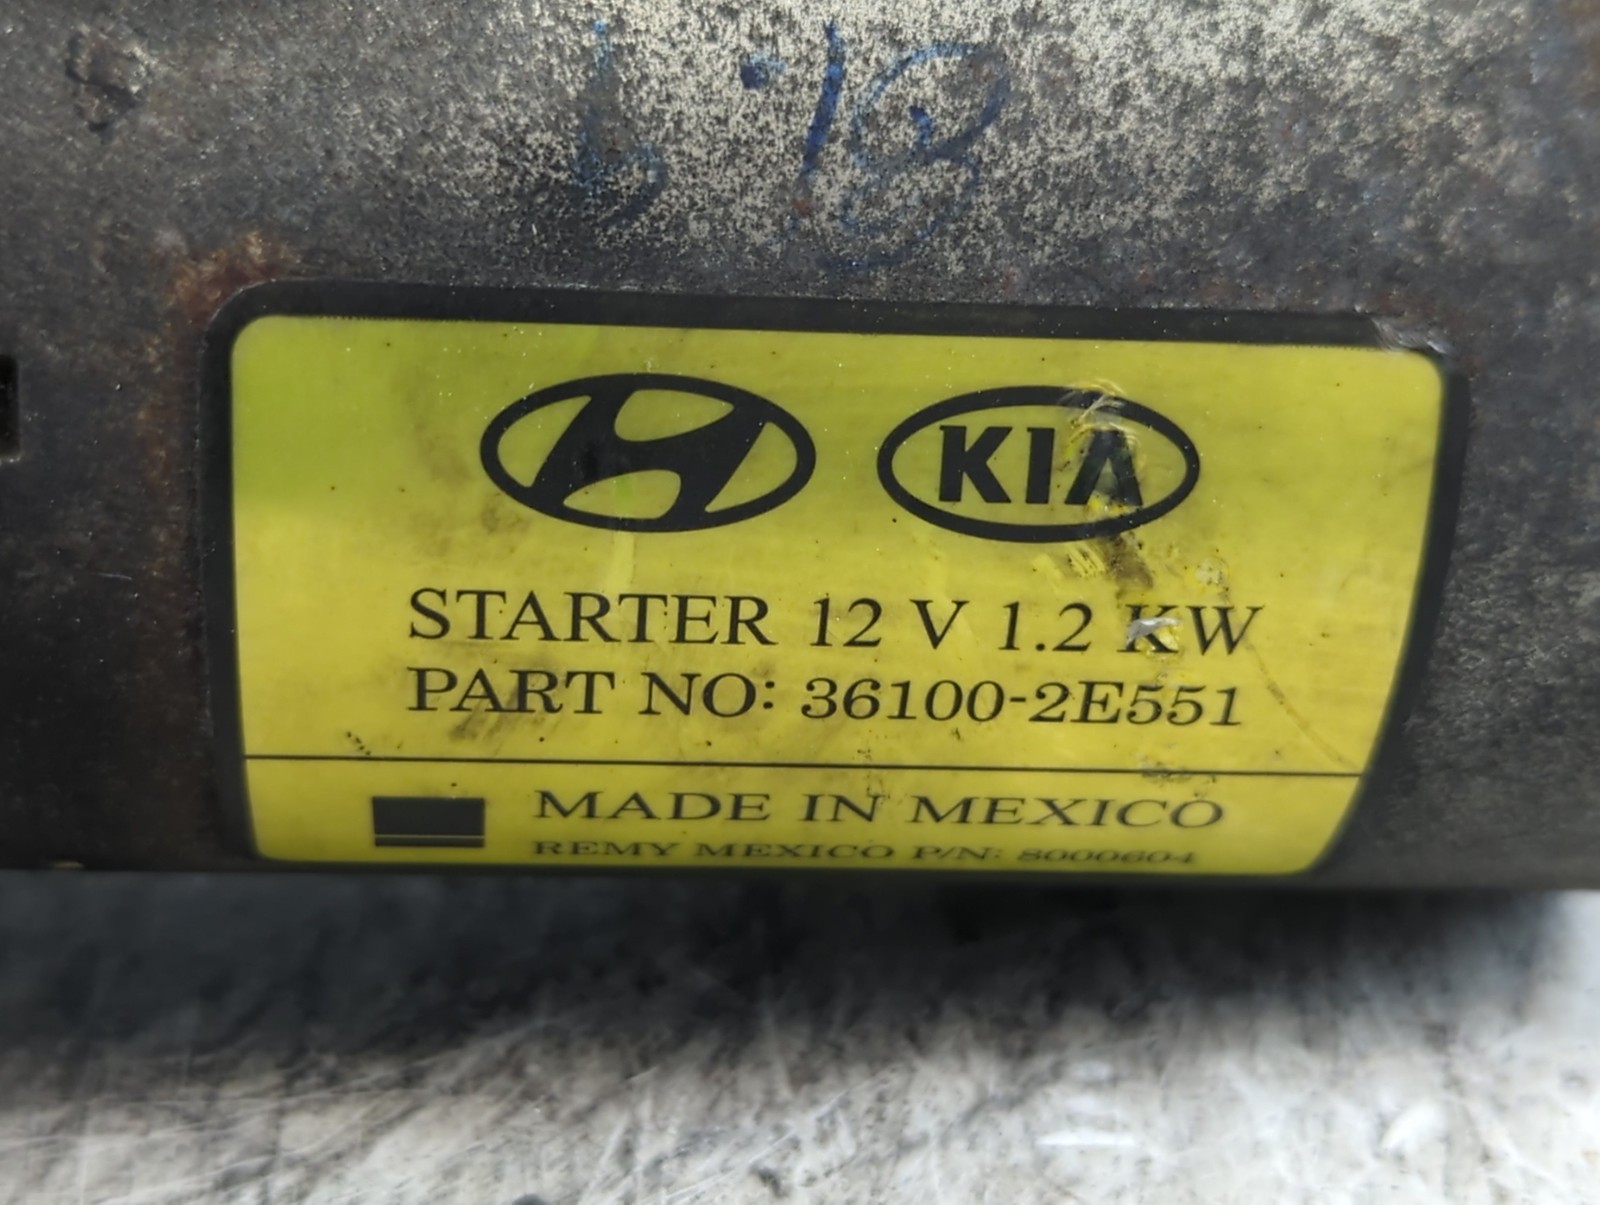 KIA
STARTER 12 V 1.2 KW
PART NO: 36100-2E551
MADE IN MEXICO
REMY MEXICO P/N: 8000604